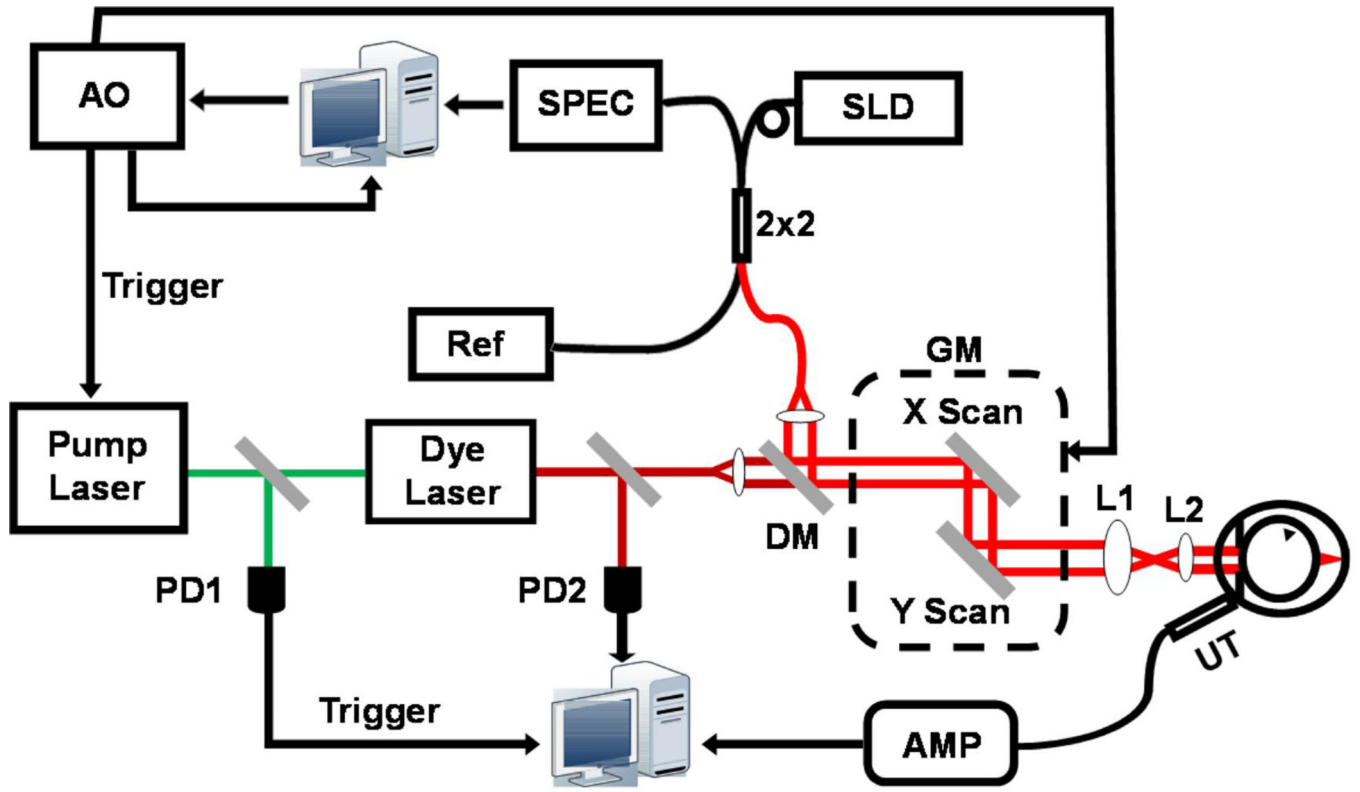 AO
SPEC
SLD
2x2
Trigger
Ref
GM
X Scan
Pump
Laser
Dye
Laser
DM
L1
L2
PD1
PD2
Y Scan
UT
Trigger
AMP